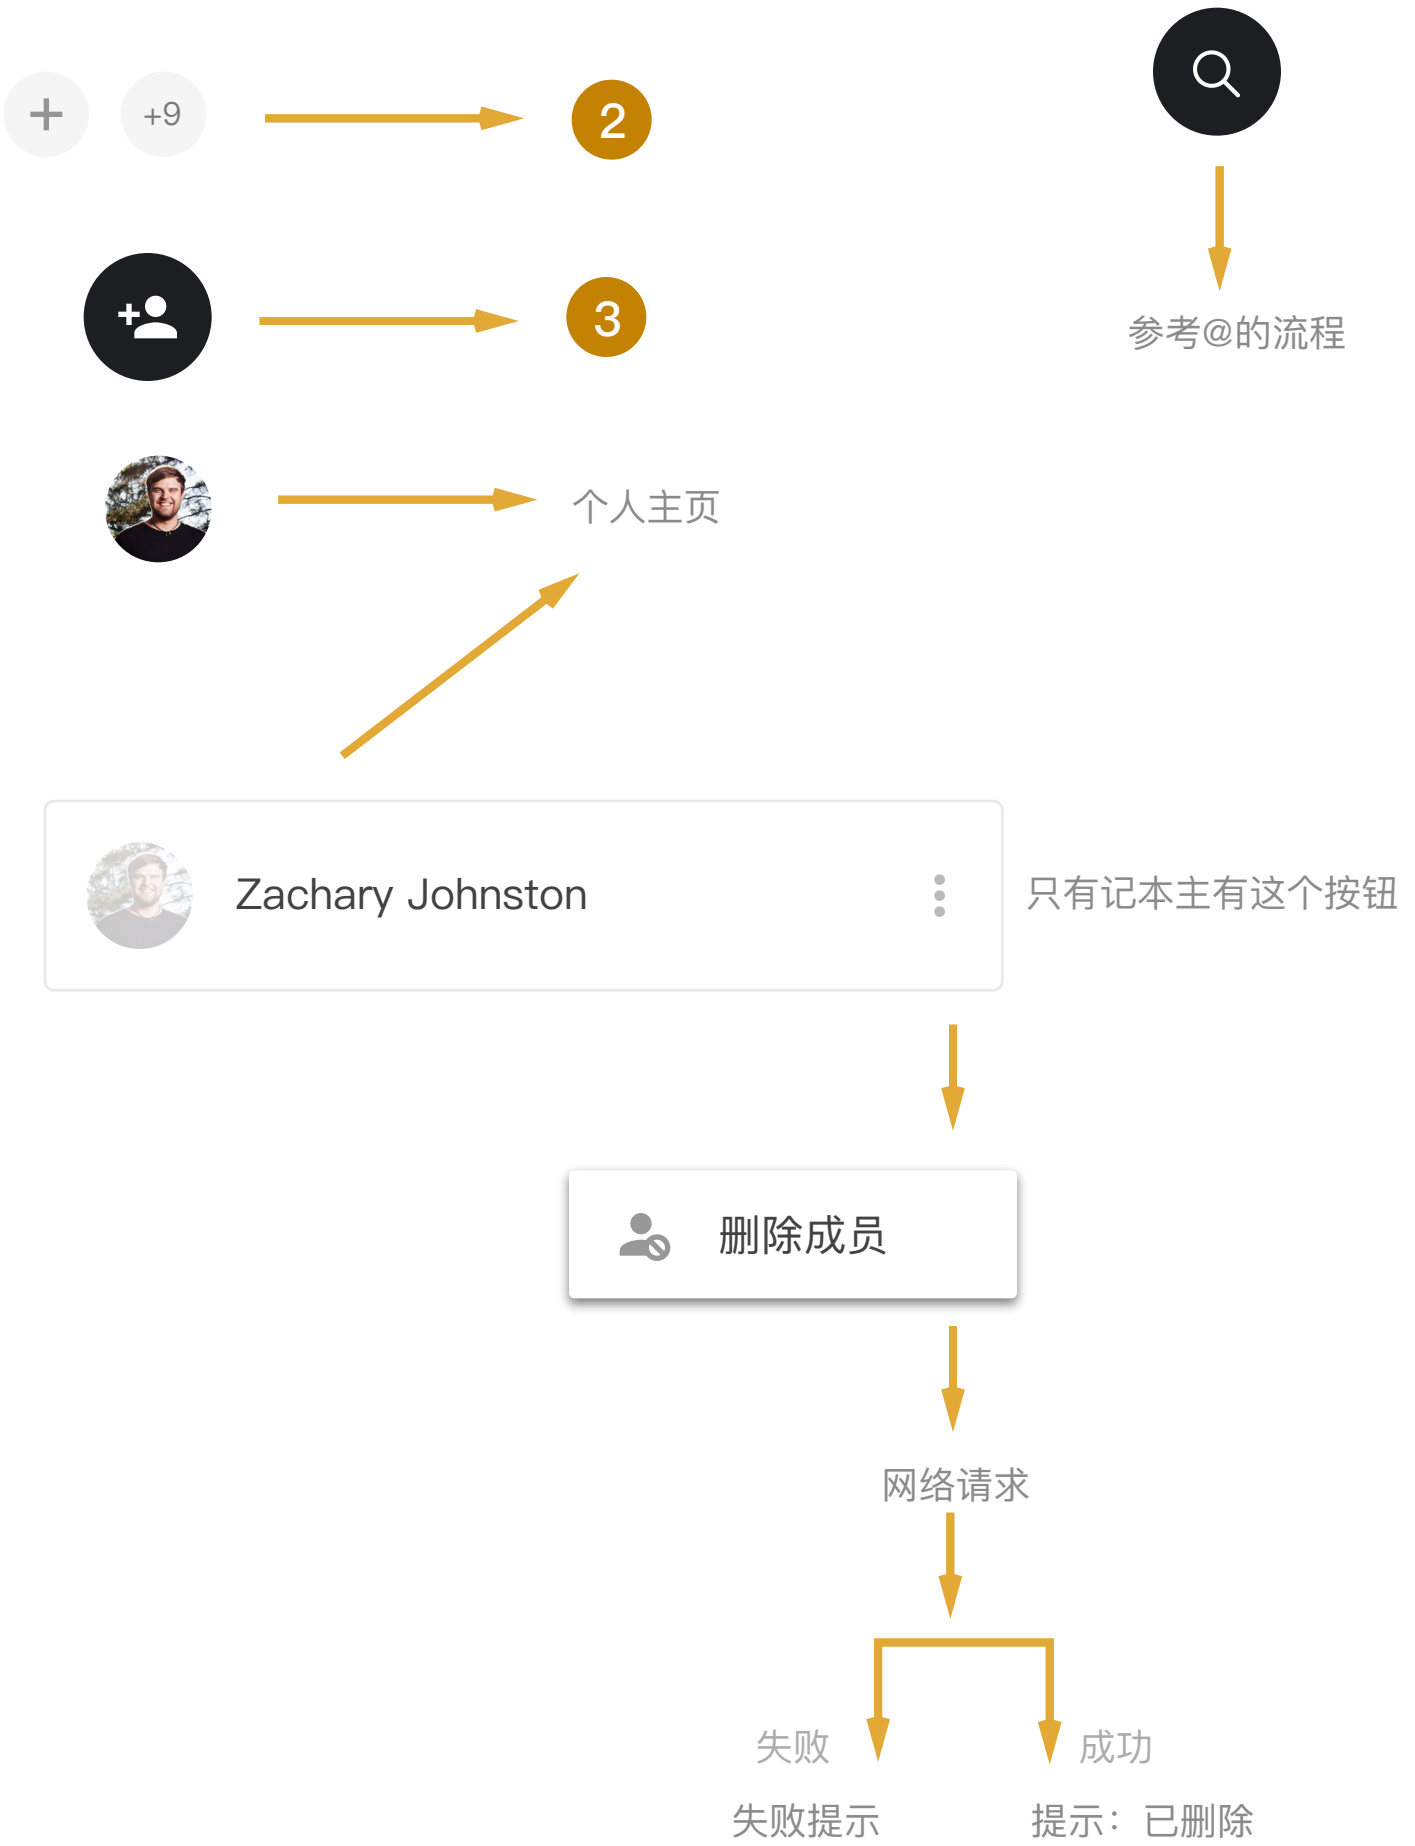 +9
2
3
参考@的流程
个人主页
Zachary Johnston
只有记本主有这个按钮
删除成员
网络请求
失败
成功
失败提示
提示：已删除